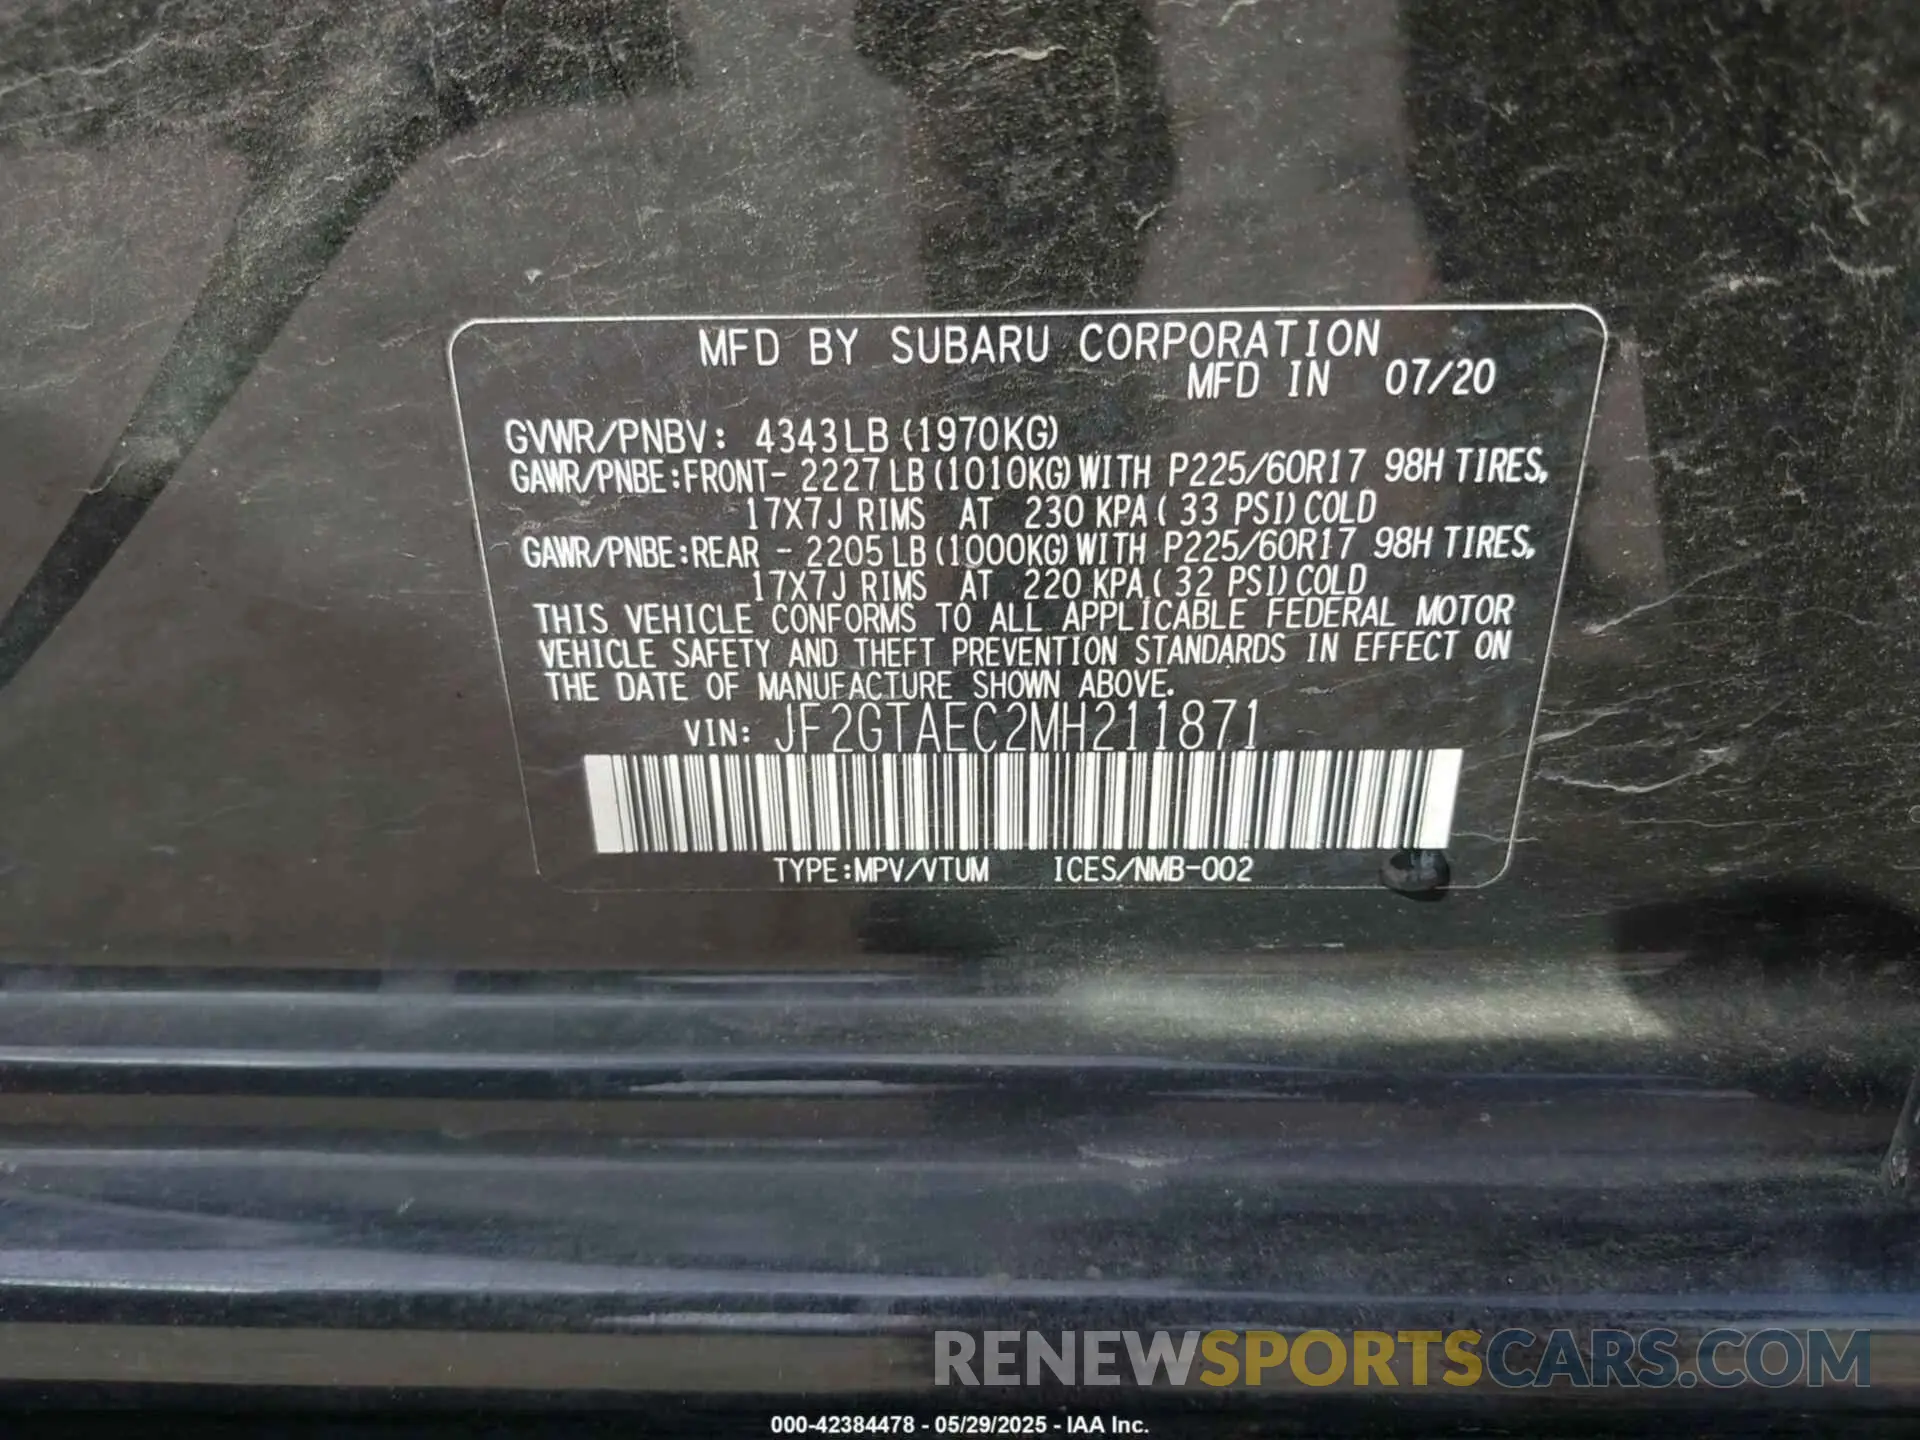 MFD BY SUBARU CORPORATION
MFD IN 07/20
GVWR/PNBV: 4343LB (1970KG)
GAWR/PNBE:FRONT- 2227 LB (1010KG) WITH P225/60R17 98H TIRES,
17X7J RIMS AT 230 KPA ( 33 PSI) COLD
GAWR/PNBE:REAR - 2205 LB (1000KG) WITH P225/60R17 98H TIRES,
17X7J RIMS AT 220 KPA ( 32 PSI) COLD
THIS VEHICLE CONFORMS TO ALL APPLICABLE FEDERAL MOTOR
VEHICLE SAFETY AND THEFT PREVENTION STANDARDS IN EFFECT ON
THE DATE OF MANUFACTURE SHOWN ABOVE.
VIN: JF2GTAEC2MH211871
TYPE:MPV/VTUM ICES/NMB-002
RENEWSPORTSCARS.COM
000-42384478 - 05/29/2025 - IAA Inc.